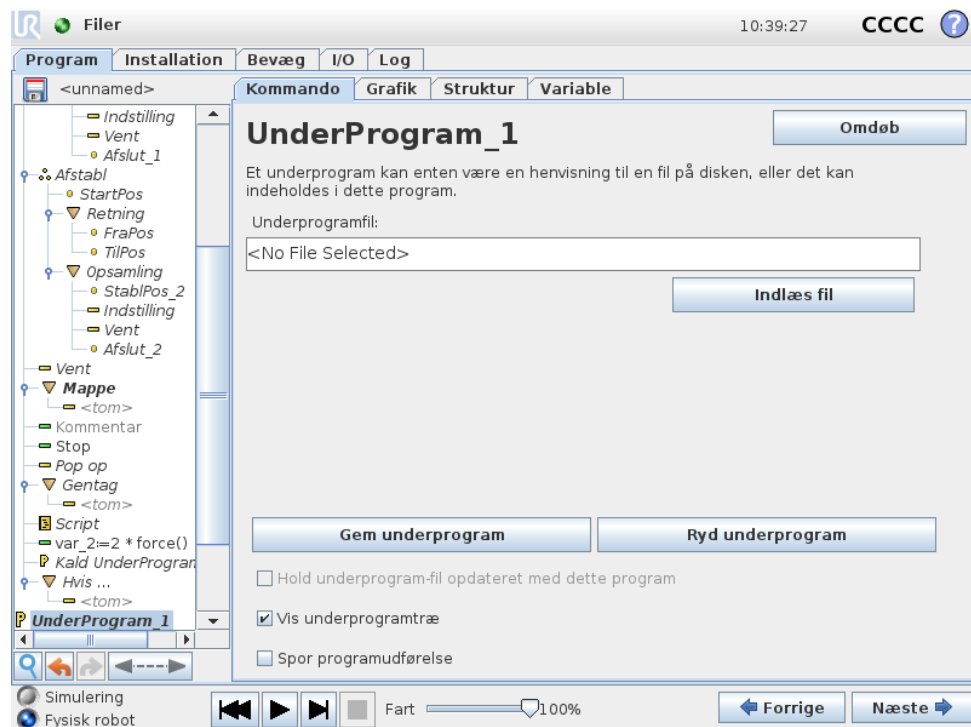 UR Filer 10:39:27 CCCC ?
Program Installation Bevæg I/O Log
<unnamed>
Kommando Grafik Struktur Variable
Indstilling
Vent
Afslut_1
Afstabl
StartPos
Retning
FraPos
TilPos
Opsamling
StablPos_2
Indstilling
Vent
Afslut_2
Vent
Mappe
<tom>
Kommentar
Stop
Pop op
Gentag
<tom>
Script
var_2:=2 * force()
Kald UnderProgram
Hvis ...
<tom>
UnderProgram_1
UnderProgram_1
Omdøb
Et underprogram kan enten være en henvisning til en fil på disken, eller det kan
indeholdes i dette program.
Underprogramfil:
<No File Selected>
Indlæs fil
Gem underprogram Ryd underprogram
Hold underprogram-fil opdateret med dette program
Vis underprogramtræ
Spor programudførelse
Simulering
Fysisk robot
Fart 100%
Forrige Næste